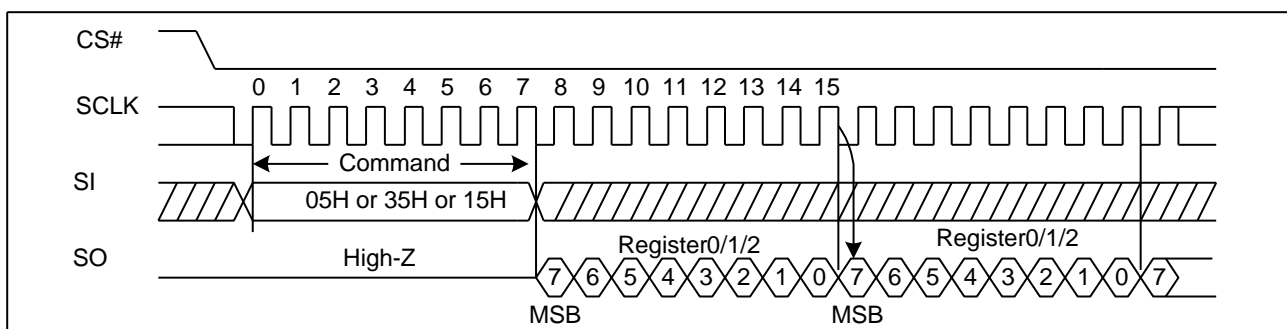 CS#
0 1 2 3 4 5 6 7 8 9 10 11 12 13 14 15
SCLK
Command
SI
05H or 35H or 15H
SO
High-Z
Register0/1/2
Register0/1/2
7 6 5 4 3 2 1 0 7 6 5 4 3 2 1 0 7
MSB
MSB